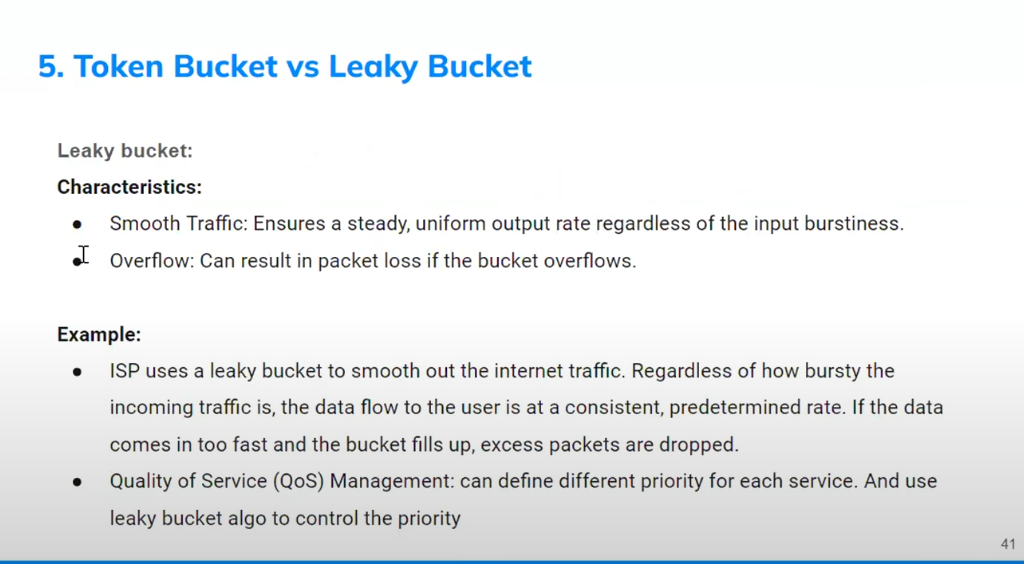 5. Token Bucket vs Leaky Bucket
Leaky bucket:
Characteristics:
● Smooth Traffic: Ensures a steady, uniform output rate regardless of the input burstiness.
● Overflow: Can result in packet loss if the bucket overflows.
Example:
● ISP uses a leaky bucket to smooth out the internet traffic. Regardless of how bursty the
incoming traffic is, the data flow to the user is at a consistent, predetermined rate. If the data
comes in too fast and the bucket fills up, excess packets are dropped.
● Quality of Service (QoS) Management: can define different priority for each service. And use
leaky bucket algo to control the priority
41